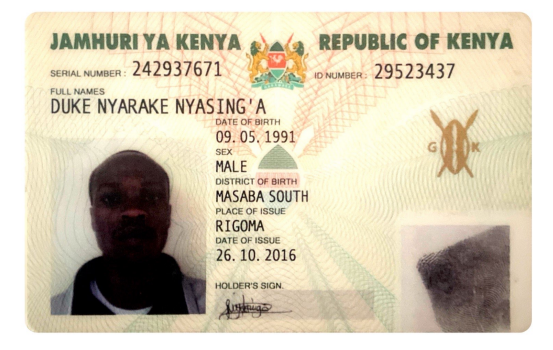 JAMHURI YA KENYA REPUBLIC OF KENYA
SERIAL NUMBER: 242937671 ID NUMBER: 29523437
FULL NAMES
DUKE NYARAKE NYASING'A
DATE OF BIRTH
09.05.1991
SEX
MALE
DISTRICT OF BIRTH
MASABA SOUTH
PLACE OF ISSUE
RIGOMA
DATE OF ISSUE
26.10.2016
HOLDER'S SIGN.
G K